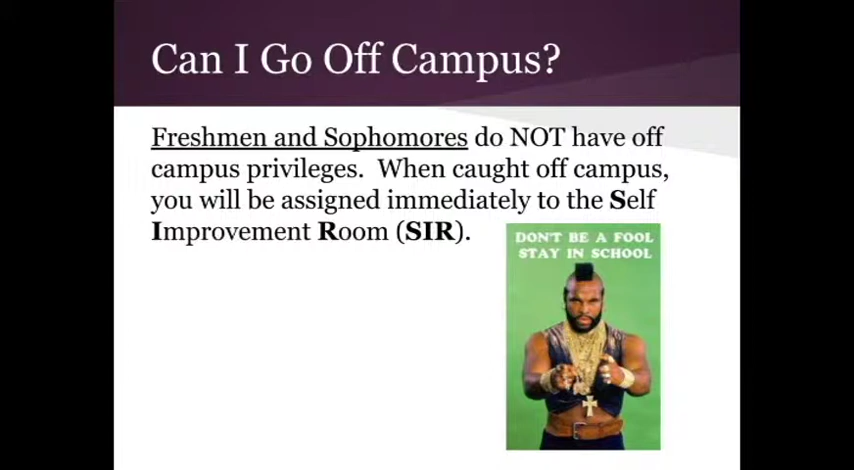 Can I Go Off Campus?
Freshmen and Sophomores do NOT have off
campus privileges.  When caught off campus,
you will be assigned immediately to the Self
Improvement Room (SIR).
DON'T BE A FOOL
STAY IN SCHOOL